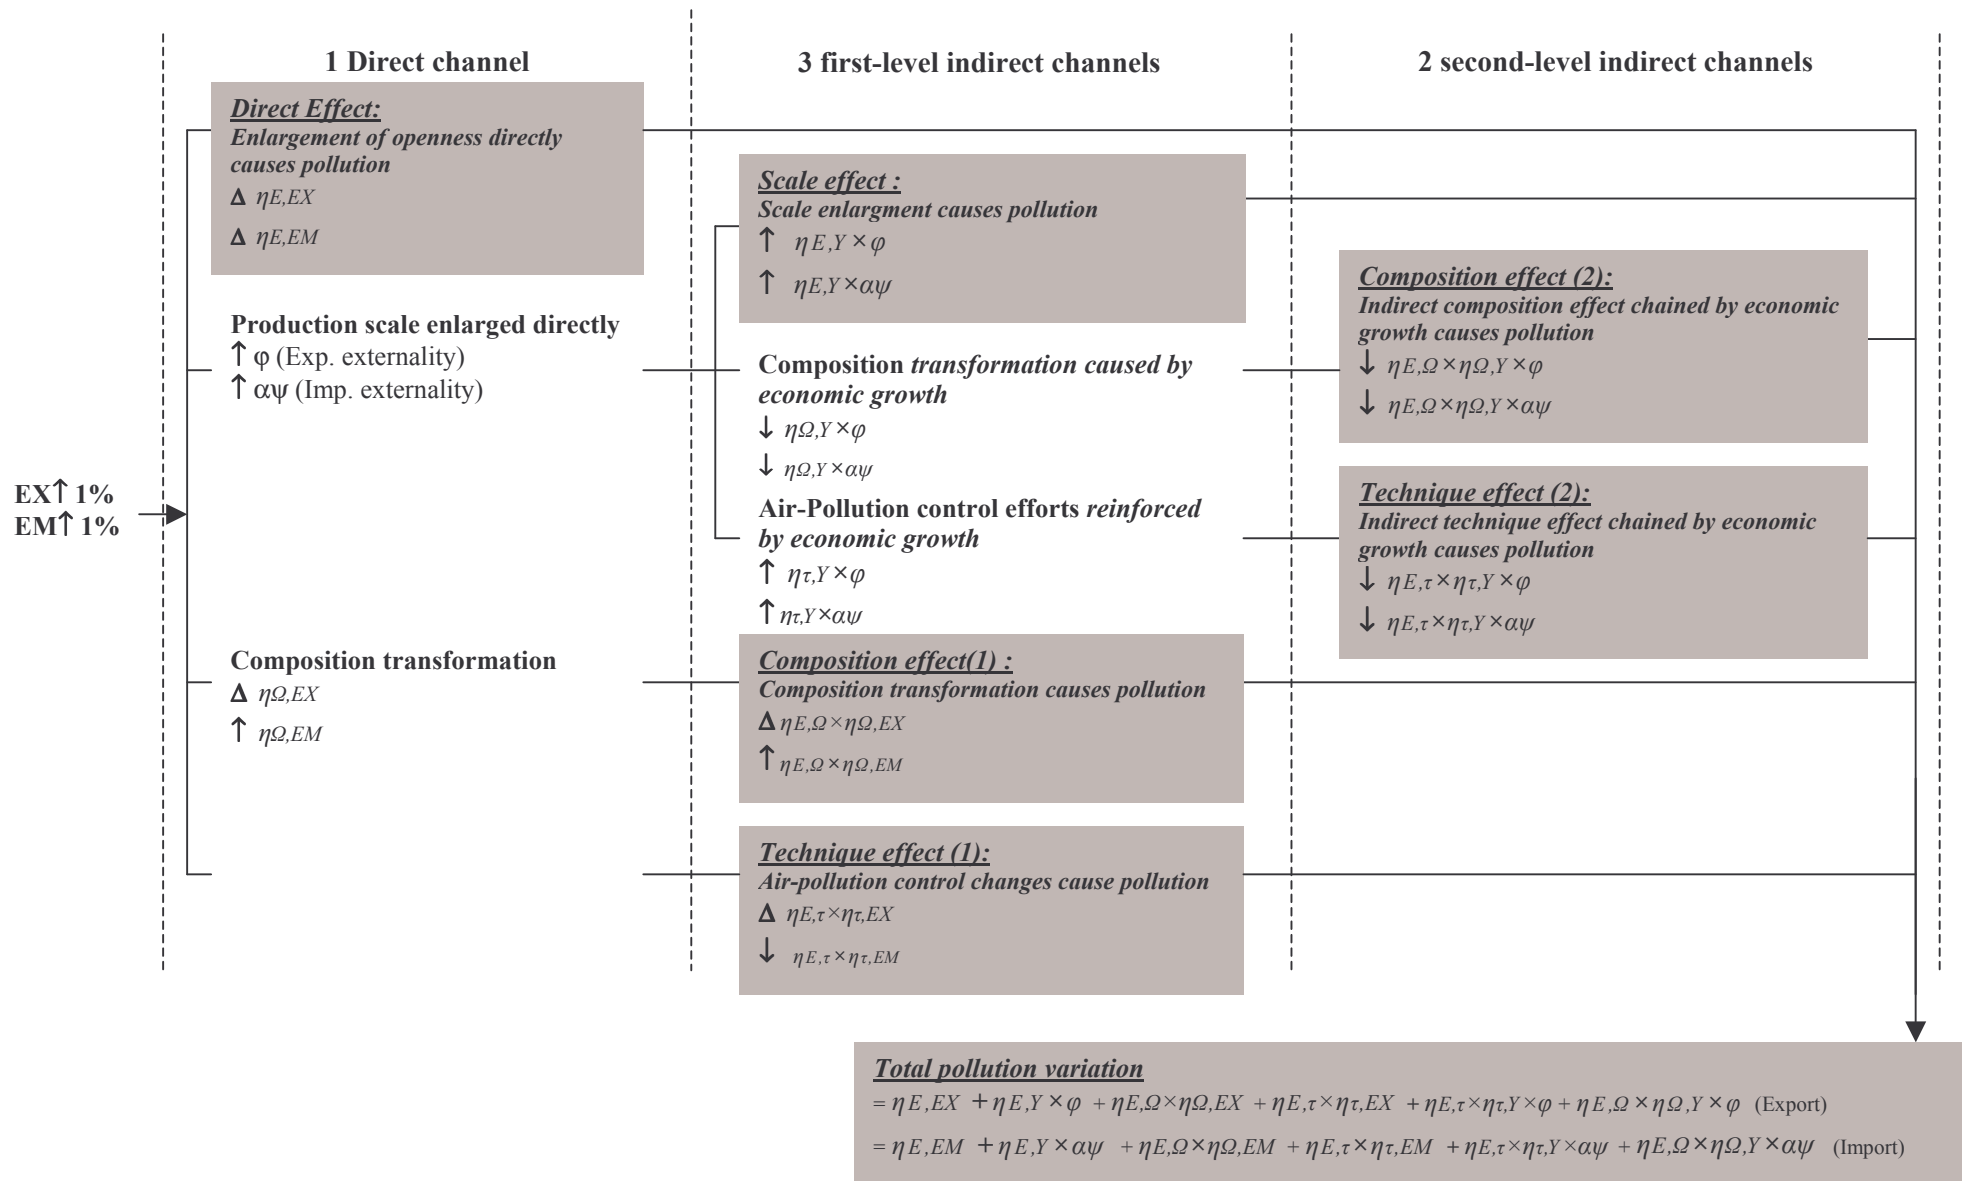 1 Direct channel
3 first-level indirect channels
2 second-level indirect channels
EX↑ 1%
EM↑ 1%
Direct Effect:
Enlargement of openness directly
causes pollution
Δ ηE,EX
Δ ηE,EM
Production scale enlarged directly
↑ φ (Exp. externality)
↑ αψ (Imp. externality)
Composition transformation
Δ ηΩ,EX
↑ ηΩ,EM
Scale effect :
Scale enlargment causes pollution
↑ ηE,Y×φ
↑ ηE,Y×αψ
Composition transformation caused by
economic growth
↓ ηΩ,Y×φ
↓ ηΩ,Y×αψ
Air-Pollution control efforts reinforced
by economic growth
↑ ητ,Y×φ
↑ ητ,Y×αψ
Composition effect(1) :
Composition transformation causes pollution
Δ ηE,Ω×ηΩ,EX
↑ ηE,Ω×ηΩ,EM
Technique effect (1):
Air-pollution control changes cause pollution
Δ ηE,τ×ητ,EX
↓ ηE,τ×ητ,EM
Composition effect (2):
Indirect composition effect chained by economic
growth causes pollution
↓ ηE,Ω×ηΩ,Y×φ
↓ ηE,Ω×ηΩ,Y×αψ
Technique effect (2):
Indirect technique effect chained by economic
growth causes pollution
↓ ηE,τ×ητ,Y×φ
↓ ηE,τ×ητ,Y×αψ
Total pollution variation
= ηE,EX + ηE,Y×φ + ηE,Ω×ηΩ,EX + ηE,τ×ητ,EX + ηE,τ×ητ,Y×φ + ηE,Ω×ηΩ,Y×φ (Export)
= ηE,EM + ηE,Y×αψ + ηE,Ω×ηΩ,EM + ηE,τ×ητ,EM + ηE,τ×ητ,Y×αψ + ηE,Ω×ηΩ,Y×αψ (Import)